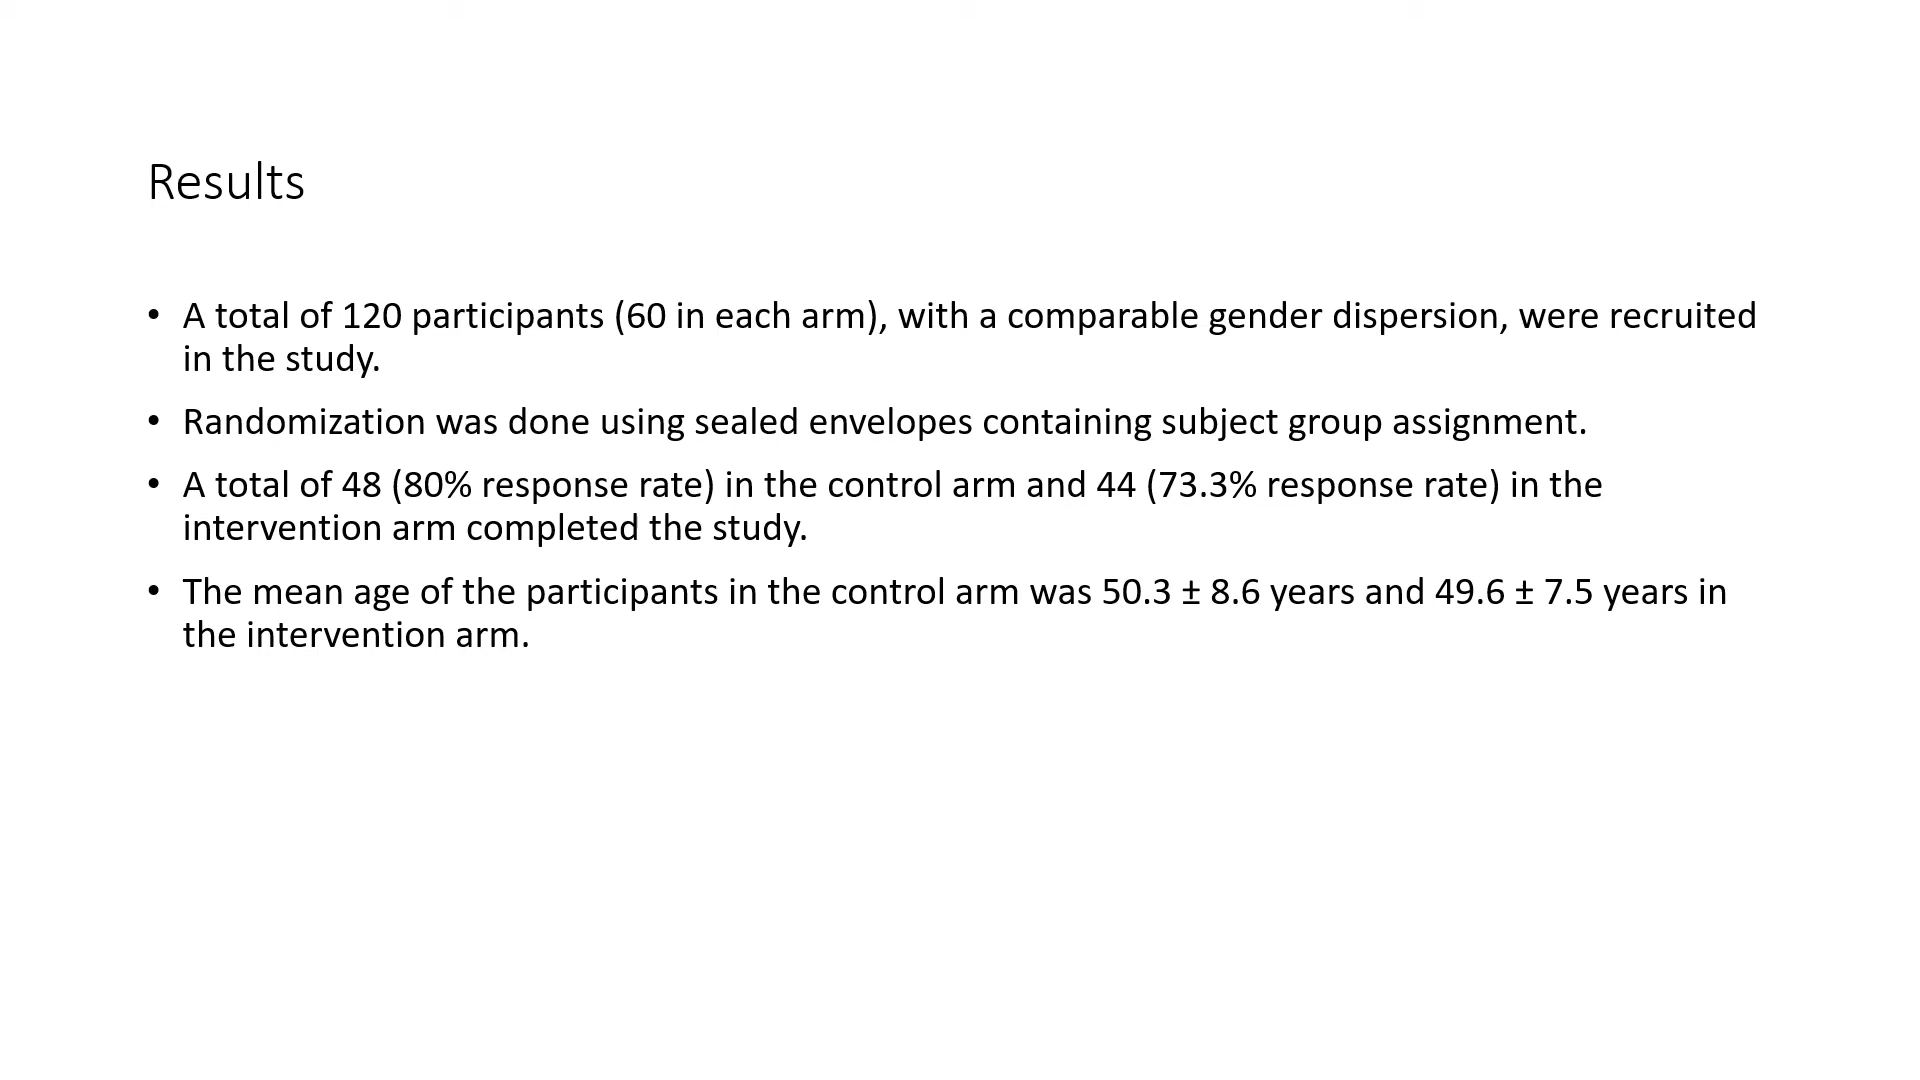 Results
• A total of 120 participants (60 in each arm), with a comparable gender dispersion, were recruited
in the study.
• Randomization was done using sealed envelopes containing subject group assignment.
• A total of 48 (80% response rate) in the control arm and 44 (73.3% response rate) in the
intervention arm completed the study.
• The mean age of the participants in the control arm was 50.3 ± 8.6 years and 49.6 ± 7.5 years in
the intervention arm.